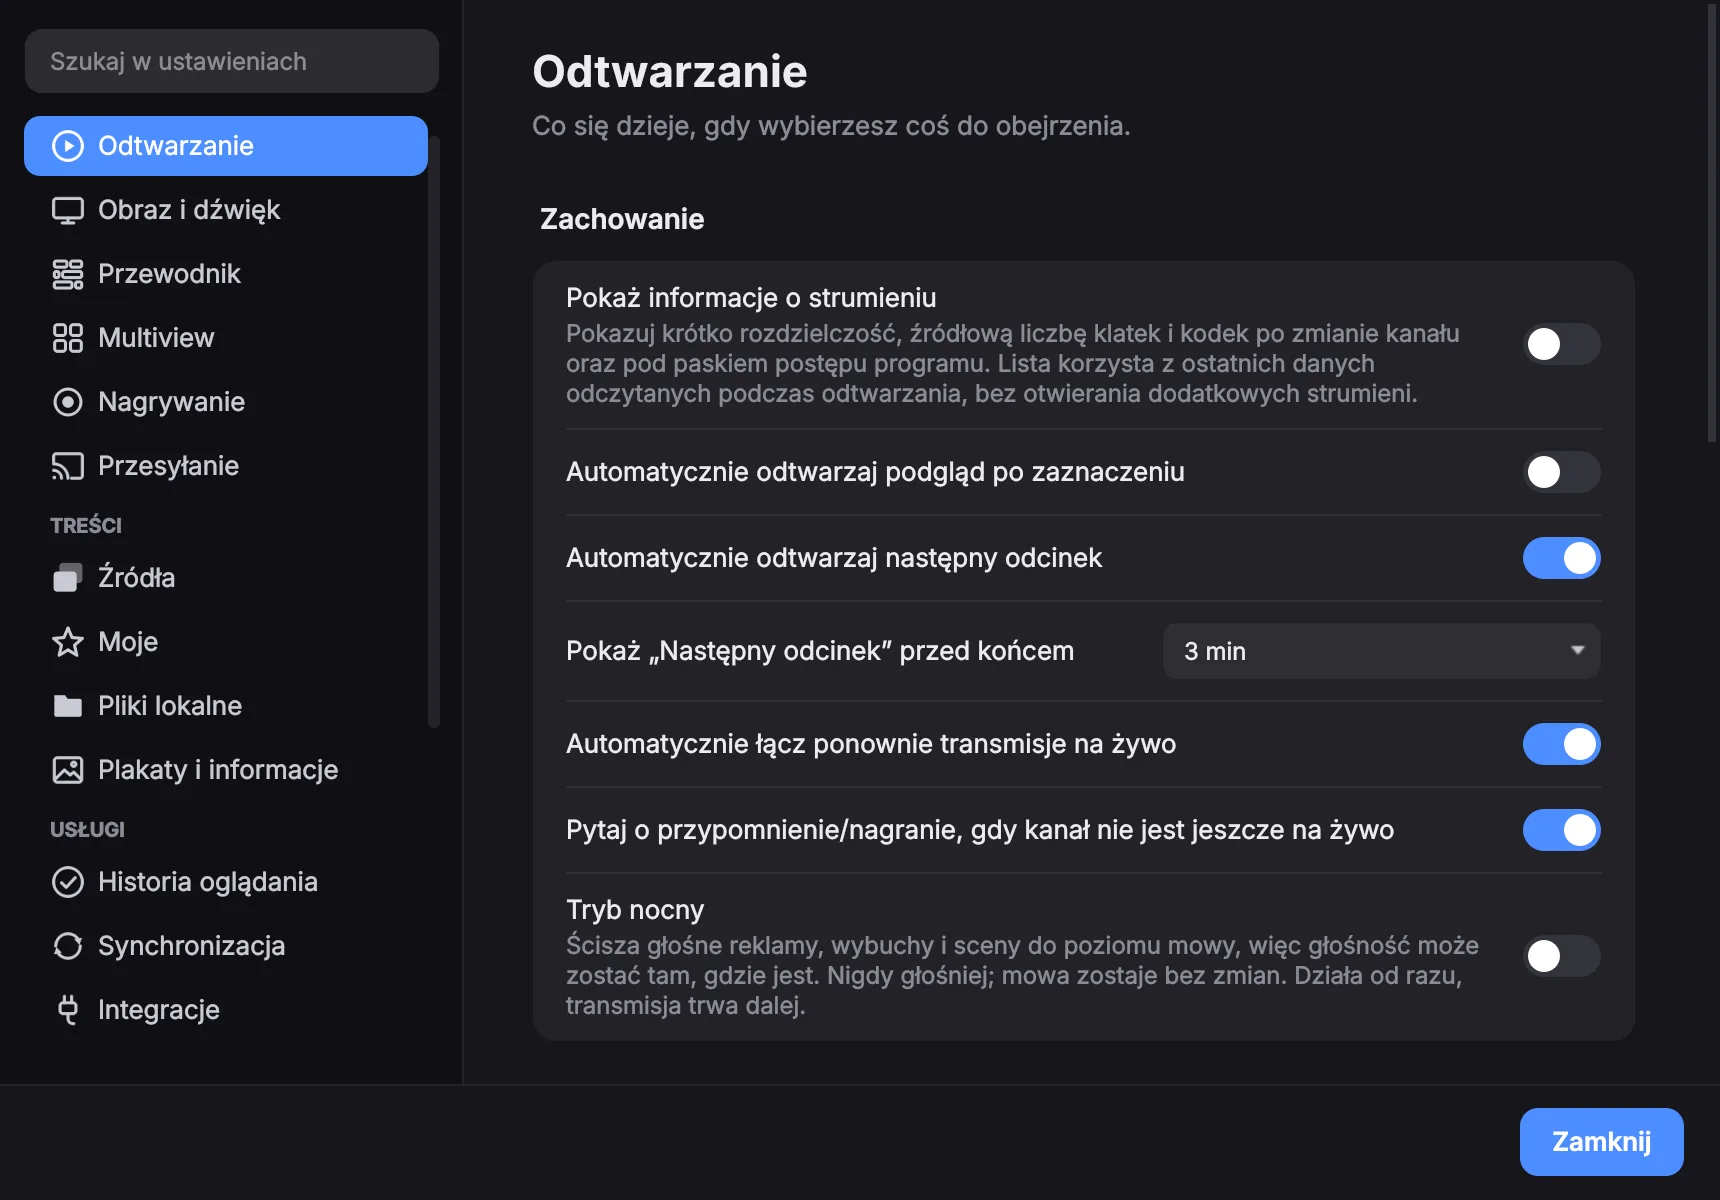 Szukaj w ustawieniach
Odtwarzanie
Obraz i dźwięk
Przewodnik
Multiview
Nagrywanie
Przesyłanie
TREŚCI
Źródła
Moje
Pliki lokalne
Plakaty i informacje
USŁUGI
Historia oglądania
Synchronizacja
Integracje
Odtwarzanie
Co się dzieje, gdy wybierzesz coś do obejrzenia.
Zachowanie
Pokaż informacje o strumieniu
Pokazuj krótko rozdzielczość, źródłową liczbę klatek i kodek po zmianie kanału
oraz pod paskiem postępu programu. Lista korzysta z ostatnich danych
odczytanych podczas odtwarzania, bez otwierania dodatkowych strumieni.
Automatycznie odtwarzaj podgląd po zaznaczeniu
Automatycznie odtwarzaj następny odcinek
Pokaż „Następny odcinek” przed końcem
3 min
Automatycznie łącz ponownie transmisje na żywo
Pytaj o przypomnienie/nagranie, gdy kanał nie jest jeszcze na żywo
Tryb nocny
Ścisza głośne reklamy, wybuchy i sceny do poziomu mowy, więc głośność może
zostać tam, gdzie jest. Nigdy głośniej; mowa zostaje bez zmian. Działa od razu,
transmisja trwa dalej.
Zamknij